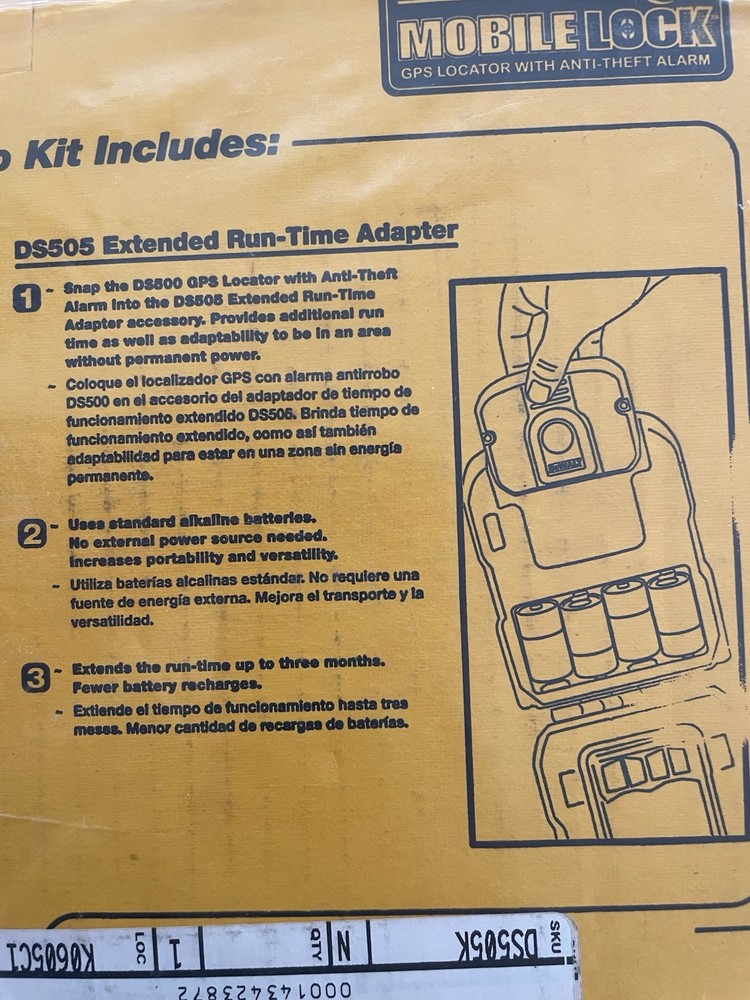 MOBILE LOCK
GPS LOCATOR WITH ANTI-THEFT ALARM
Kit Includes:
DS505 Extended Run-Time Adapter
1 - Snap the DS500 GPS Locator with Anti-Theft
Alarm into the DS505 Extended Run-Time
Adapter accessory. Provides additional run
time as well as adaptability to be in an area
without permanent power.
- Coloque el localizador GPS con alarma antirrobo
DS500 en el accesorio del adaptador de tiempo de
funcionamiento extendido DS505. Brinda tiempo de
funcionamiento extendido, como así también
adaptabilidad para estar en una zona sin energía
permanente.
2 - Uses standard alkaline batteries.
No external power source needed.
Increases portability and versatility.
- Utiliza baterías alcalinas estándar. No requiere una
fuente de energía externa. Mejora el transporte y la
versatilidad.
3 - Extends the run-time up to three months.
Fewer battery recharges.
- Extiende el tiempo de funcionamiento hasta tres
meses. Menor cantidad de recargas de baterías.
DEWALT
SKU DS505K
QTY N
1
LOC K0605C1
000143423872